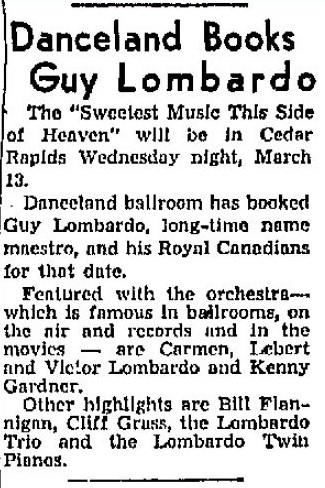 Danceland Books
Guy Lombardo
The "Sweetest Music This Side
of Heaven" will be in Cedar
Rapids Wednesday night, March
13.
Danceland ballroom has booked
Guy Lombardo, long-time name
maestro, and his Royal Canadians
for that date.
Featured with the orchestra—
which is famous in ballrooms, on
the air and records and in the
movies — are Carmen, Lebert
and Victor Lombardo and Kenny
Gardner.
Other highlights are Bill Flan-
nigan, Cliff Grass, the Lombardo
Trio and the Lombardo Twin
Pianos.